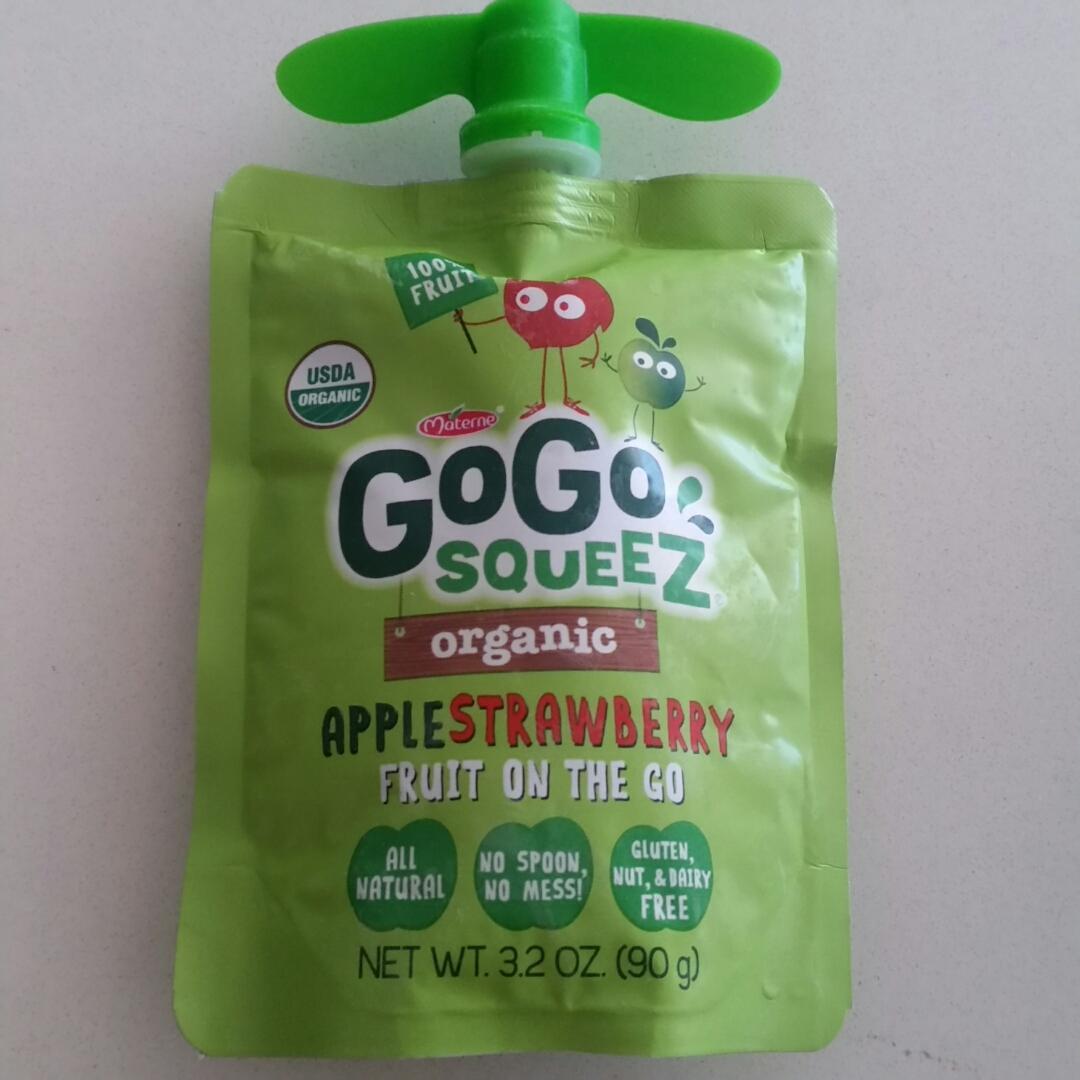 100% FRUIT
USDA
ORGANIC
Materne®
GOGO
SQUEEZ®
organic
APPLESTRAWBERRY
FRUIT ON THE GO
ALL
NATURAL
NO SPOON,
NO MESS!
GLUTEN,
NUT, & DAIRY
FREE
NET WT. 3.2 OZ. (90 g)